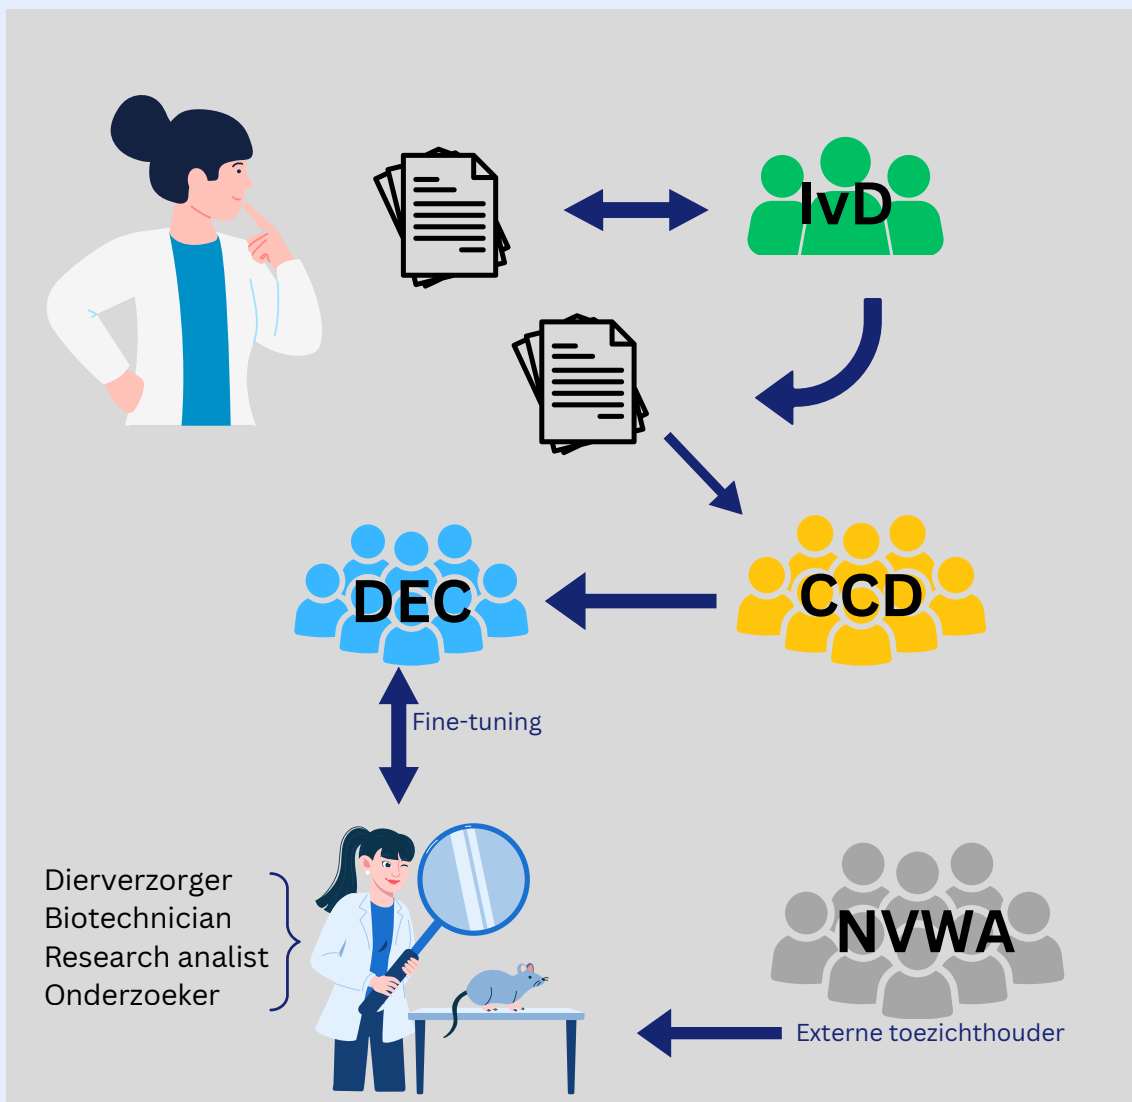 IvD
CCD
DEC
Fine-tuning
Dierverzorger
Biotechnician
Research analist
Onderzoeker
NVWA
Externe toezichthouder